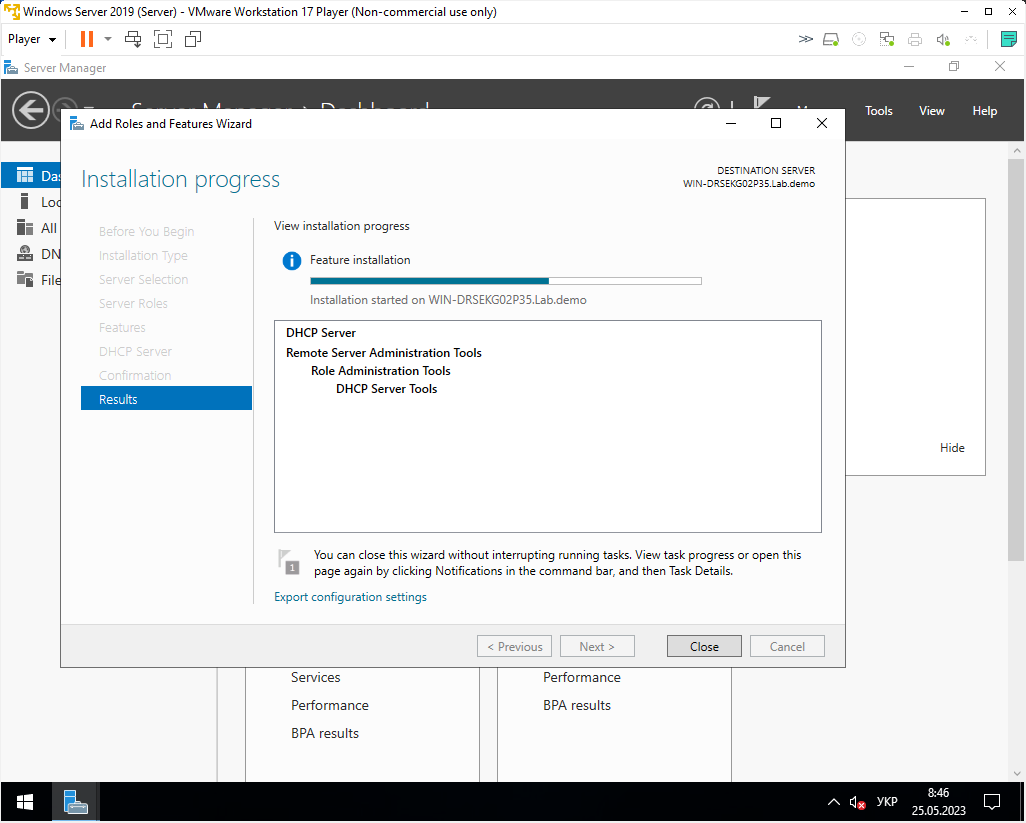 Windows Server 2019 (Server) - VMware Workstation 17 Player (Non-commercial use only)
Player
Server Manager
Server Manager › Dashboard
Tools View Help
Add Roles and Features Wizard
Installation progress
DESTINATION SERVER
WIN-DRSEKG02P35.Lab.demo
Before You Begin
Installation Type
Server Selection
Server Roles
Features
DHCP Server
Confirmation
Results
View installation progress
Feature installation
Installation started on WIN-DRSEKG02P35.Lab.demo
DHCP Server
Remote Server Administration Tools
Role Administration Tools
DHCP Server Tools
1
You can close this wizard without interrupting running tasks. View task progress or open this
page again by clicking Notifications in the command bar, and then Task Details.
Export configuration settings
< Previous
Next >
Close
Cancel
All
Hide
Services
Performance
BPA results
Performance
BPA results
УКР
8:46
25.05.2023